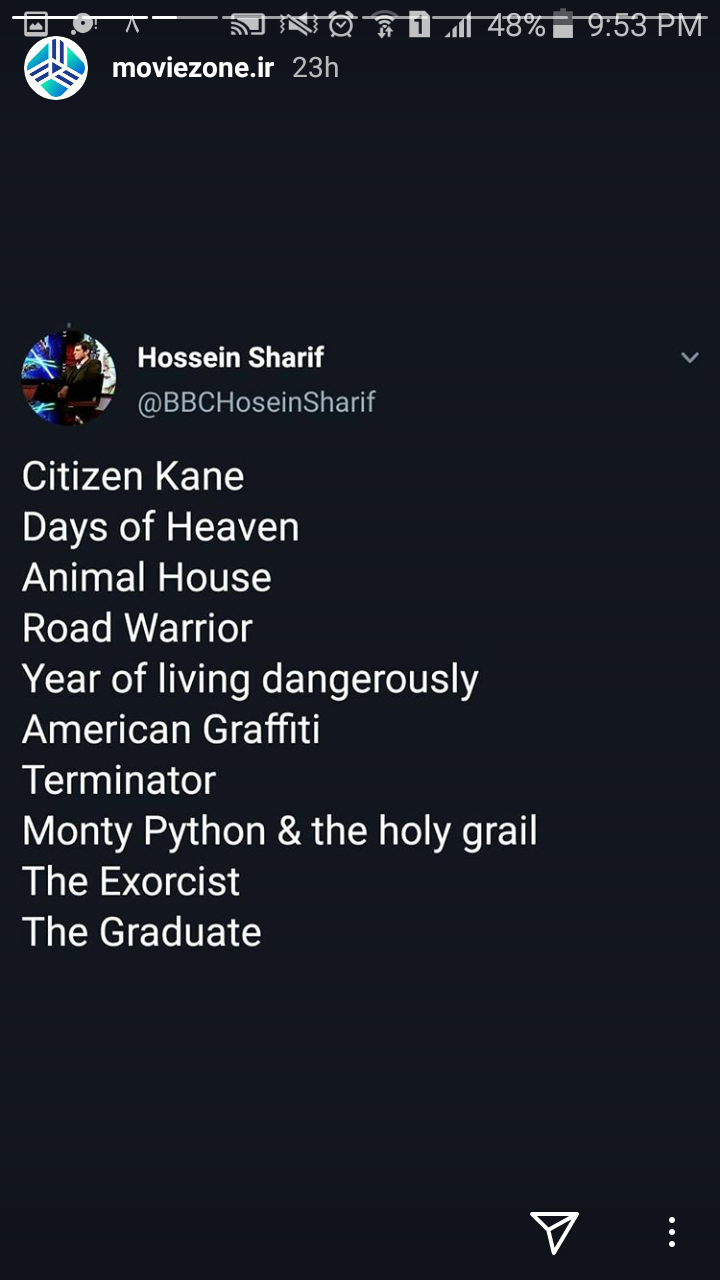 48% 9:53 PM
moviezone.ir 23h
Hossein Sharif
@BBCHoseinSharif
Citizen Kane
Days of Heaven
Animal House
Road Warrior
Year of living dangerously
American Graffiti
Terminator
Monty Python & the holy grail
The Exorcist
The Graduate